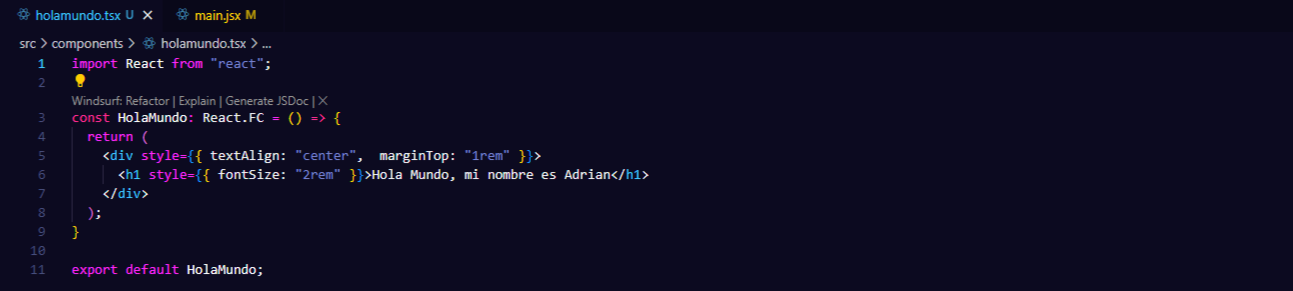 holamundo.tsx U ✕ main.jsx M
src > components > holamundo.tsx > ...
1 import React from "react";
2
Windsurf: Refactor | Explain | Generate JSDoc | ✕
3 const HolaMundo: React.FC = () => {
4 return (
5 <div style={{ textAlign: "center",  marginTop: "1rem" }}>
6 <h1 style={{ fontSize: "2rem" }}>Hola Mundo, mi nombre es Adrian</h1>
7 </div>
8 );
9 }
10
11 export default HolaMundo;